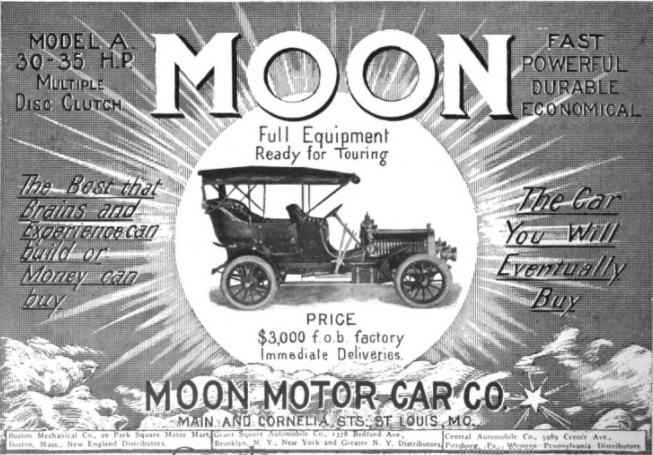 MODEL A.
30-35 H.P.
MULTIPLE
DISC CLUTCH
MOON
FAST
POWERFUL
DURABLE
ECONOMICAL
Full Equipment
Ready for Touring
The Best that
Brains and
Experience can
build or
Money can
buy
The Car
You Will
Eventually
Buy
PRICE
$3,000 f.o.b. factory
Immediate Deliveries.
MOON MOTOR CAR CO.
MAIN AND CORNELIA STS. ST. LOUIS, MO.
Boston Mechanical Co., 20 Park Square Motor Mart,
Boston, Mass., New England Distributors.
Grant Square Automobile Co., 1378 Bedford Ave.,
Brooklyn, N. Y., New York and Greater N. Y. Distributors.
Central Automobile Co., 5989 Center Ave.,
Pittsburg, Pa., Western Pennsylvania Distributors.